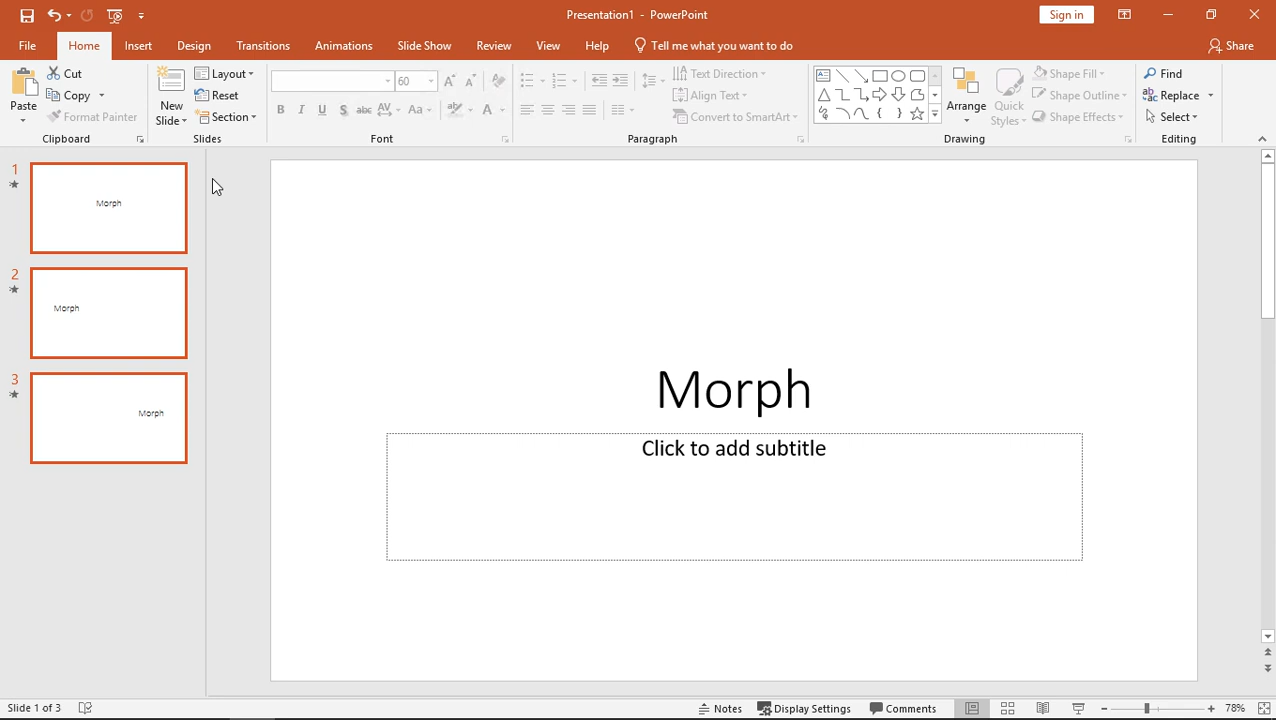 Presentation1 - PowerPoint
Sign in
File Home Insert Design Transitions Animations Slide Show Review View Help Tell me what you want to do Share
Paste
Cut
Copy
Format Painter
Clipboard
New Slide
Layout
Reset
Section
Slides
60
B I U S abc AV Aa A
Font
Text Direction
Align Text
Convert to SmartArt
Paragraph
Arrange
Quick Styles
Shape Fill
Shape Outline
Shape Effects
Drawing
Find
Replace
Select
Editing
1
Morph
2
Morph
3
Morph
Morph
Click to add subtitle
Slide 1 of 3
Notes Display Settings Comments 78%